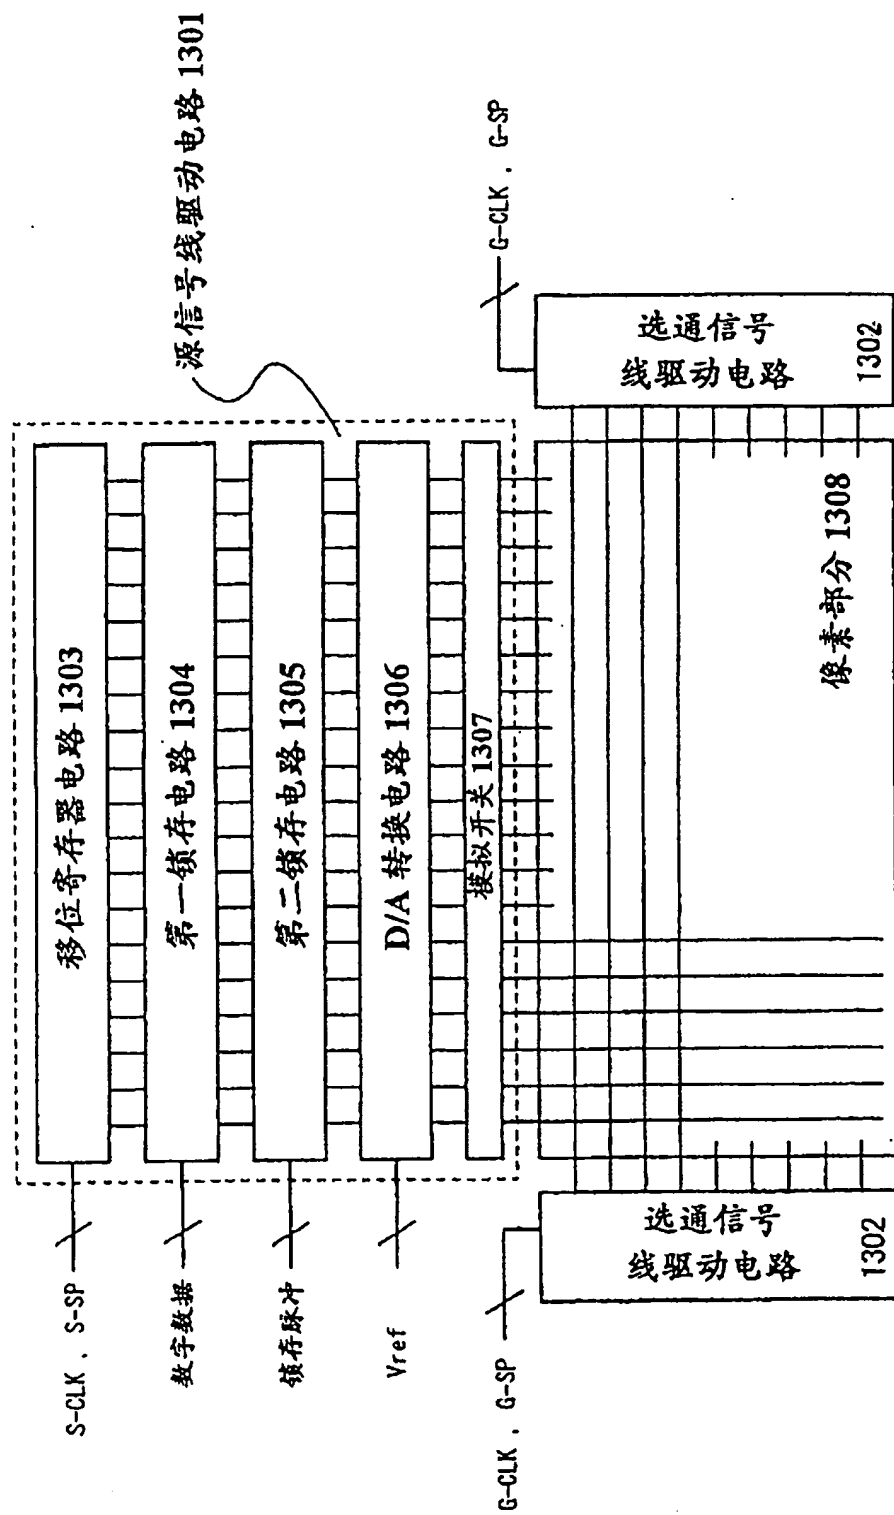 源信号线驱动电路 1301
S-CLK , S-SP
移位寄存器电路 1303
数字数据
第一锁存电路 1304
锁存脉冲
第二锁存电路 1305
Vref
D/A 转换电路 1306
模拟开关 1307
G-CLK , G-SP
G-CLK , G-SP
选通信号
线驱动电路
1302
像素部分 1308
选通信号
线驱动电路
1302